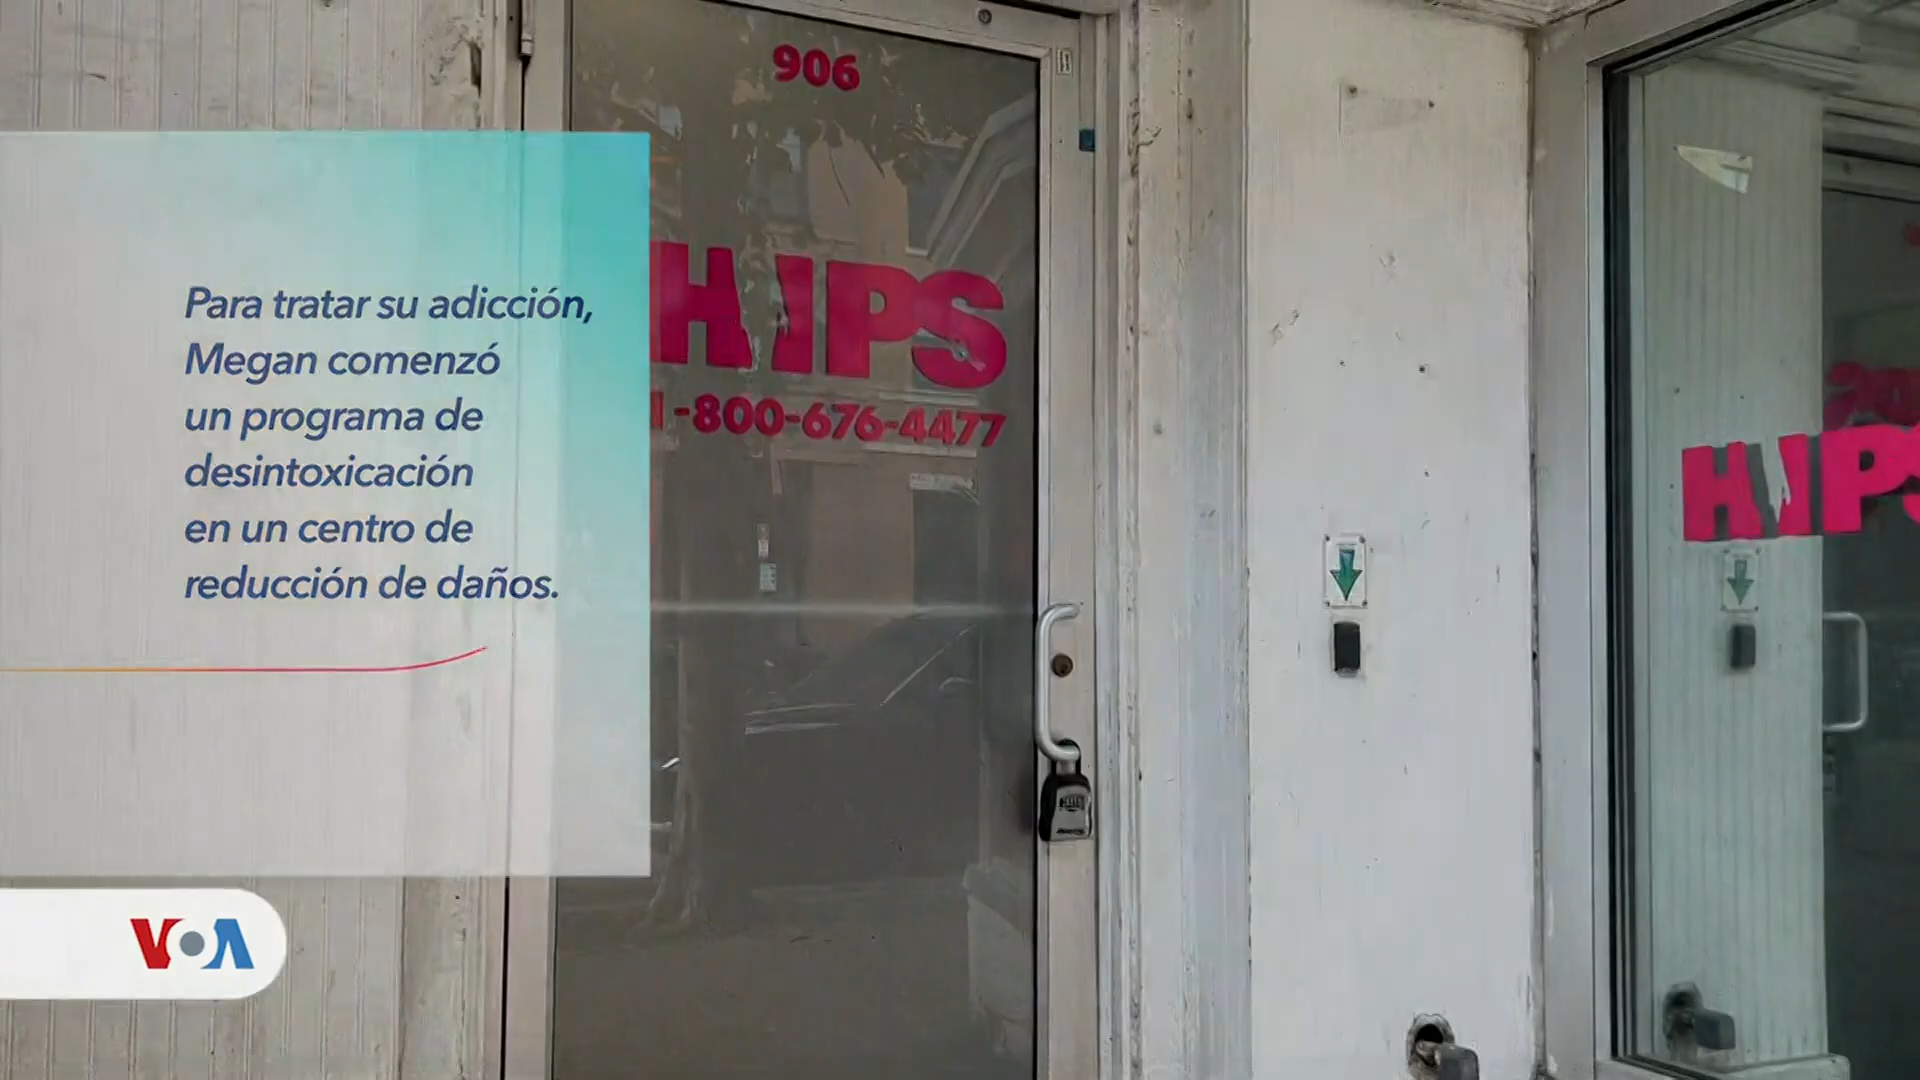 906
HIPS
1-800-676-4477
Para tratar su adicción,
Megan comenzó
un programa de
desintoxicación
en un centro de
reducción de daños.
HIPS
VOA